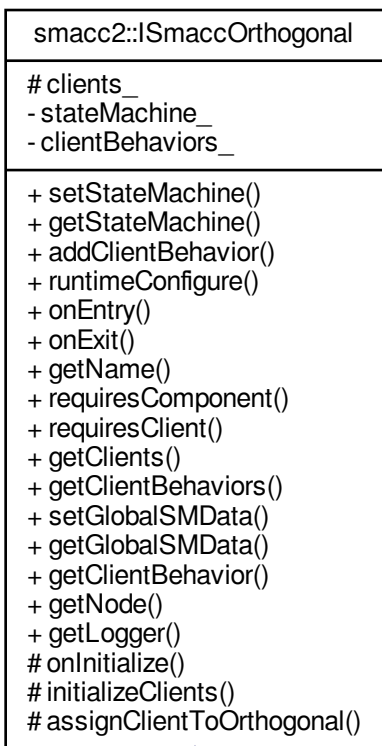 smacc2::ISmaccOrthogonal
# clients_
- stateMachine_
- clientBehaviors_
+ setStateMachine()
+ getStateMachine()
+ addClientBehavior()
+ runtimeConfigure()
+ onEntry()
+ onExit()
+ getName()
+ requiresComponent()
+ requiresClient()
+ getClients()
+ getClientBehaviors()
+ setGlobalSMData()
+ getGlobalSMData()
+ getClientBehavior()
+ getNode()
+ getLogger()
# onInitialize()
# initializeClients()
# assignClientToOrthogonal()